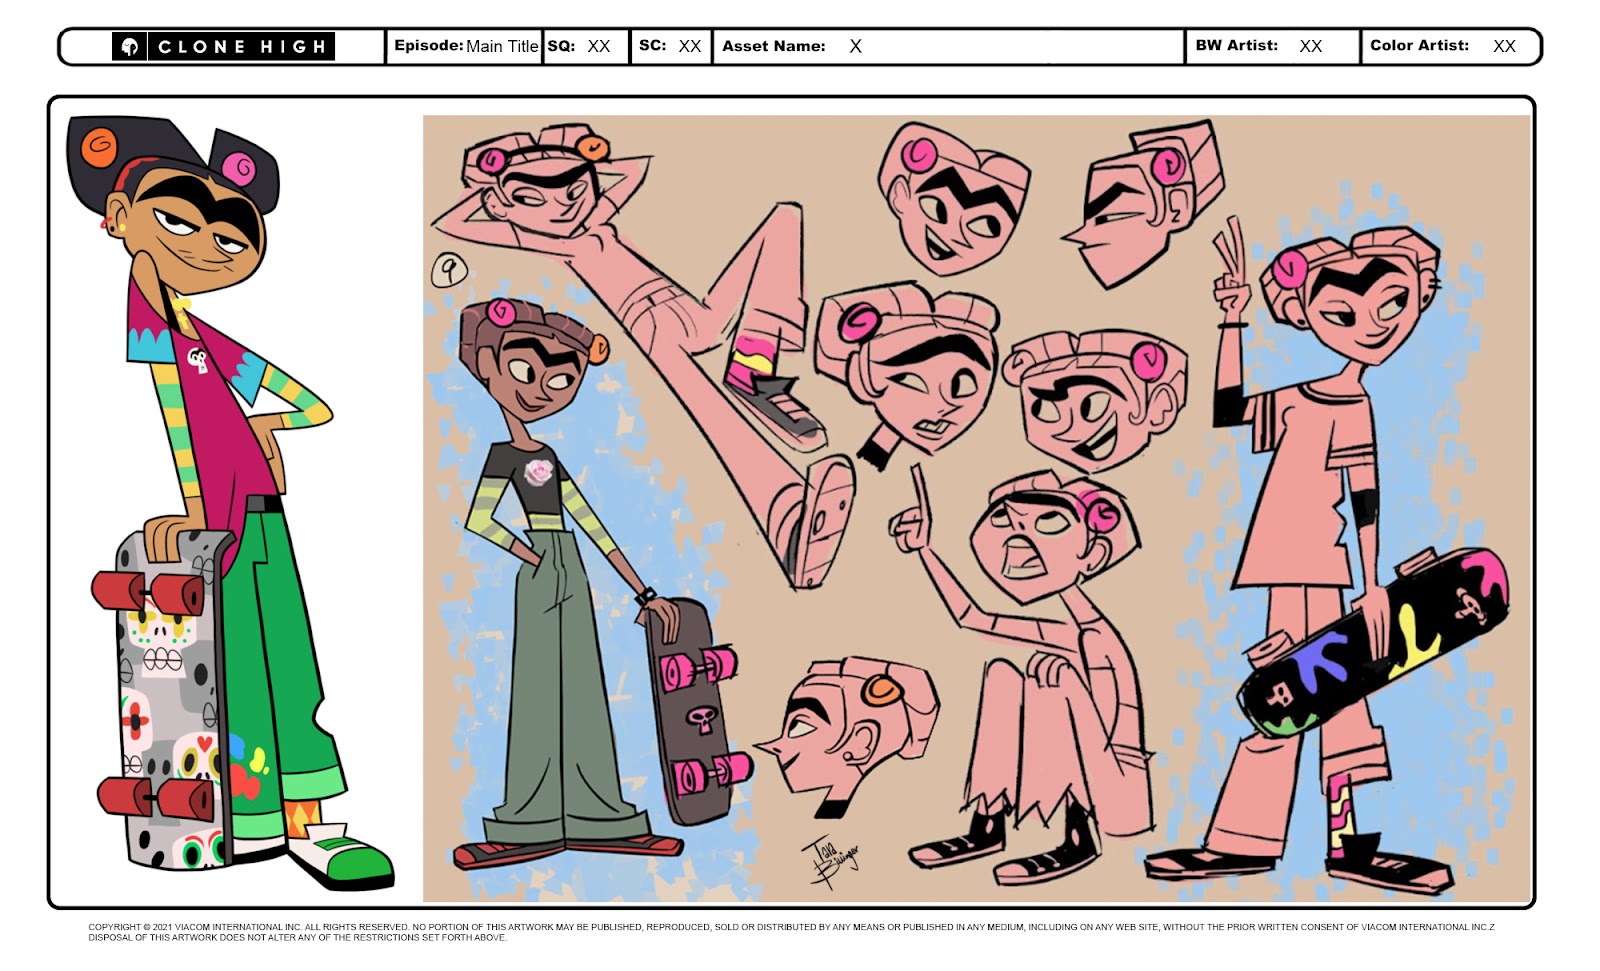 CLONE HIGH Episode: Main Title SQ: XX SC: XX Asset Name: X BW Artist: XX Color Artist: XX
9
Tara
Billinger
COPYRIGHT © 2021 VIACOM INTERNATIONAL INC. ALL RIGHTS RESERVED. NO PORTION OF THIS ARTWORK MAY BE PUBLISHED, REPRODUCED, SOLD OR DISTRIBUTED BY ANY MEANS OR PUBLISHED IN ANY MEDIUM, INCLUDING ON ANY WEB SITE, WITHOUT THE PRIOR WRITTEN CONSENT OF VIACOM INTERNATIONAL INC.Z
DISPOSAL OF THIS ARTWORK DOES NOT ALTER ANY OF THE RESTRICTIONS SET FORTH ABOVE.